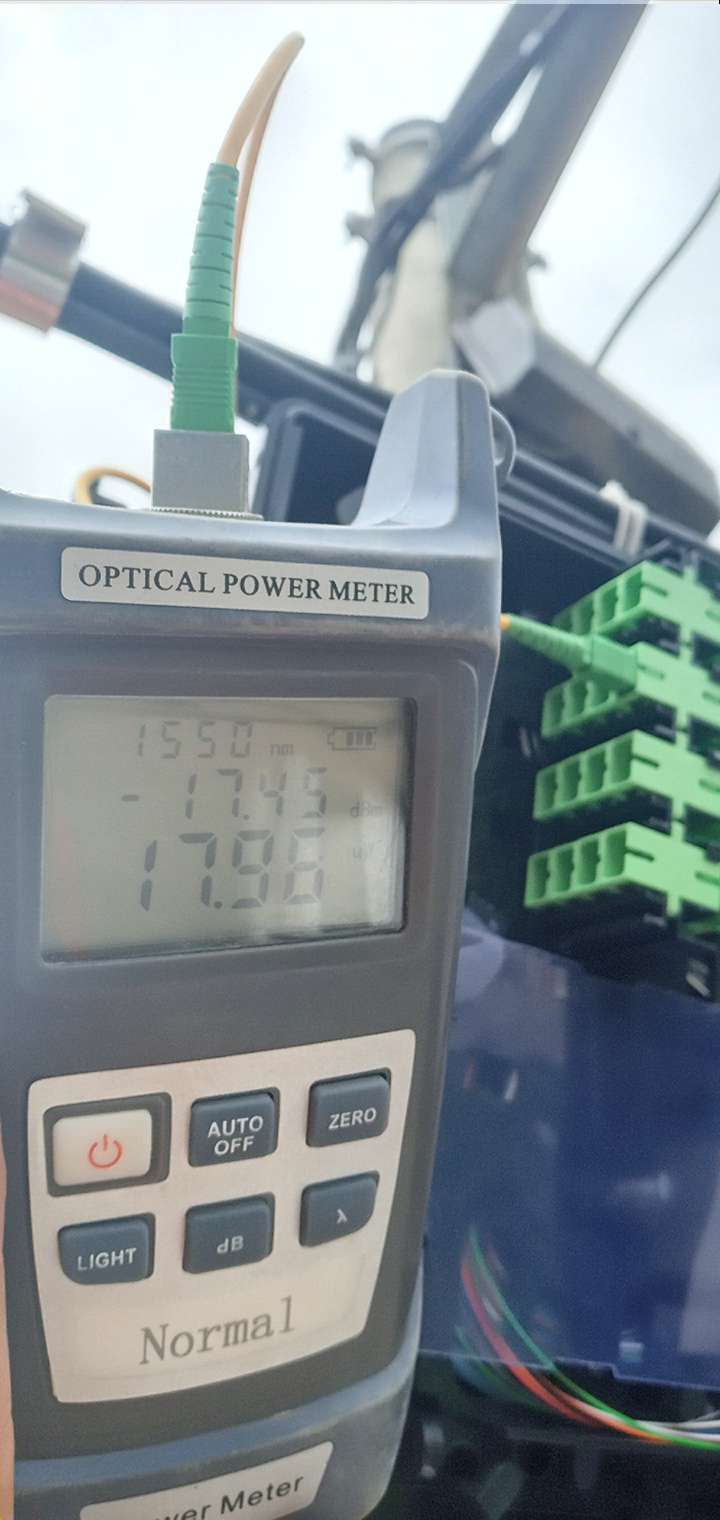 OPTICAL POWER METER
1550 nm
-17.45 dBm
17.98 uW
AUTO OFF
ZERO
LIGHT
dB
λ
Normal
wer Meter